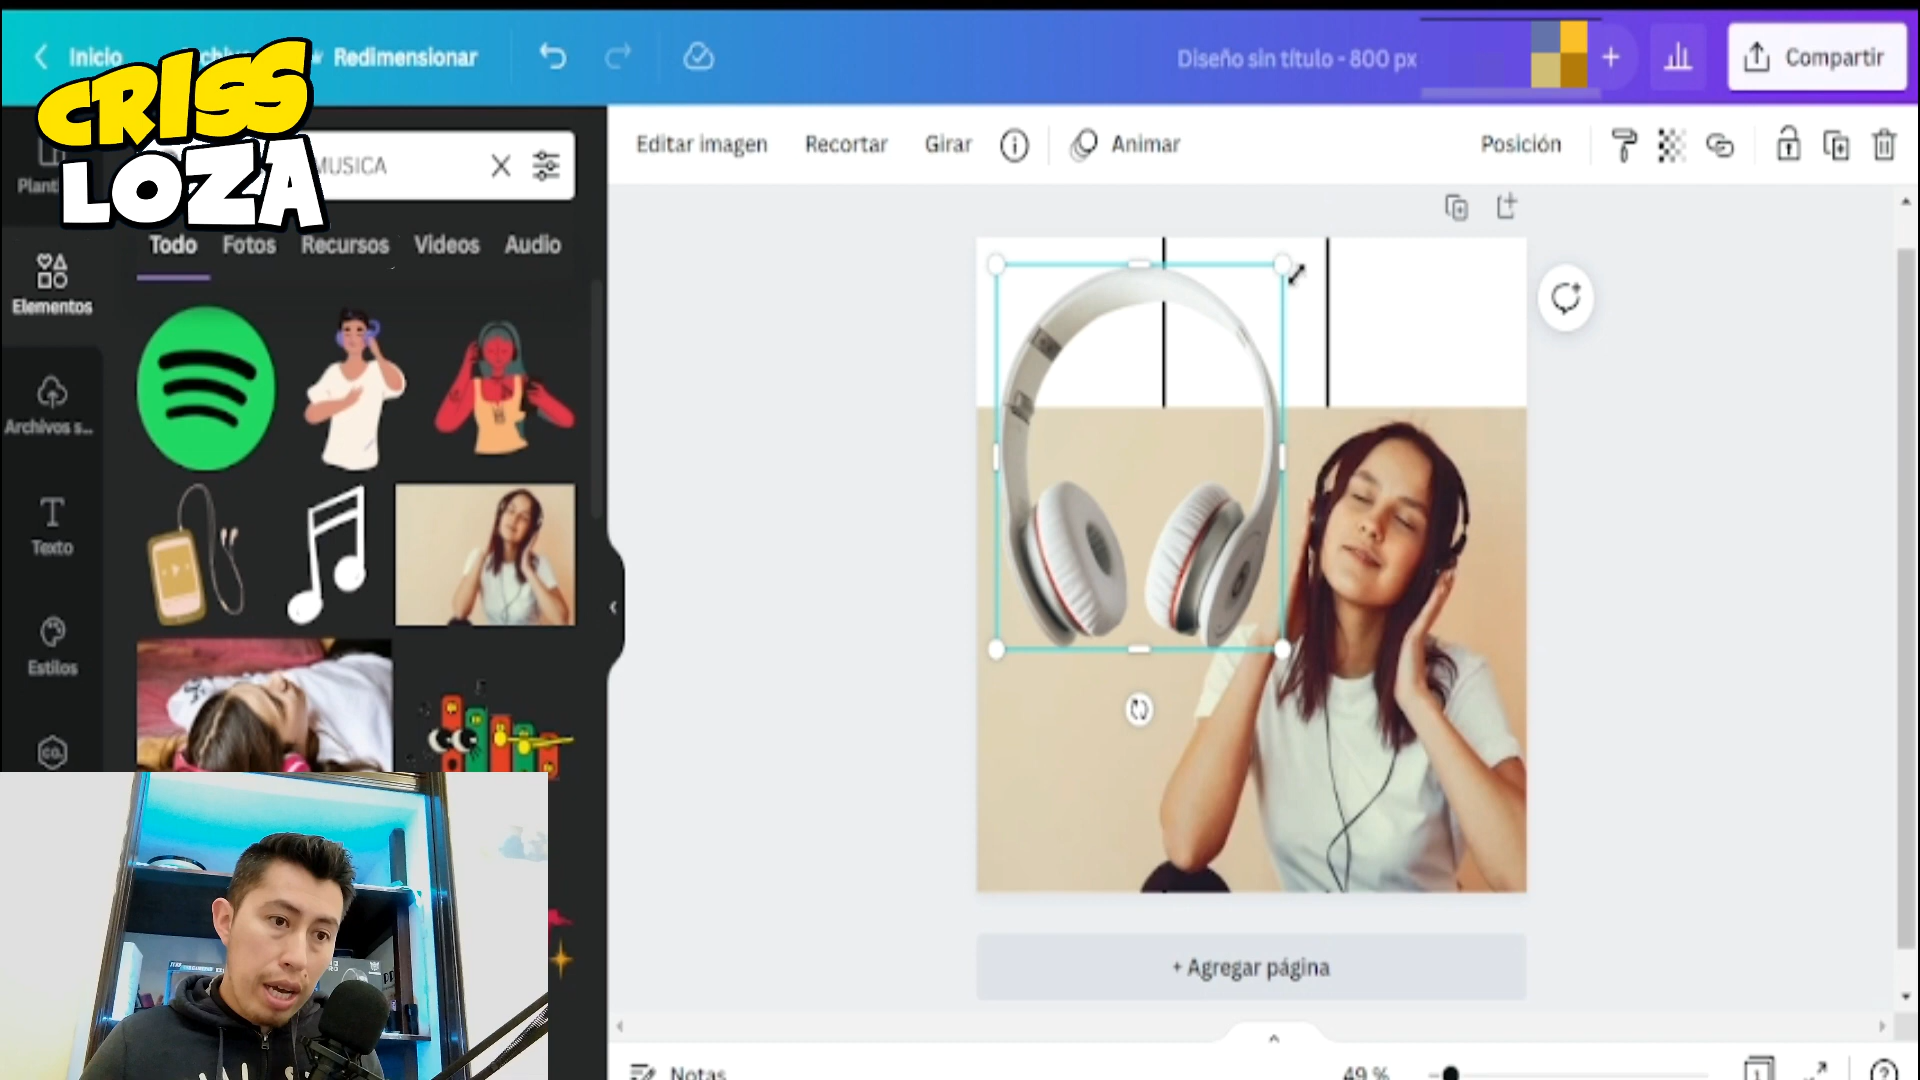 Inicio
Redimensionar
Diseño sin título - 800 px
Compartir
CRISS
LOZA
MUSICA
Editar imagen
Recortar
Girar
Animar
Posición
Todo
Fotos
Recursos
Videos
Audio
Elementos
Archivos s...
Texto
Estilos
+ Agregar página
Notas
49 %